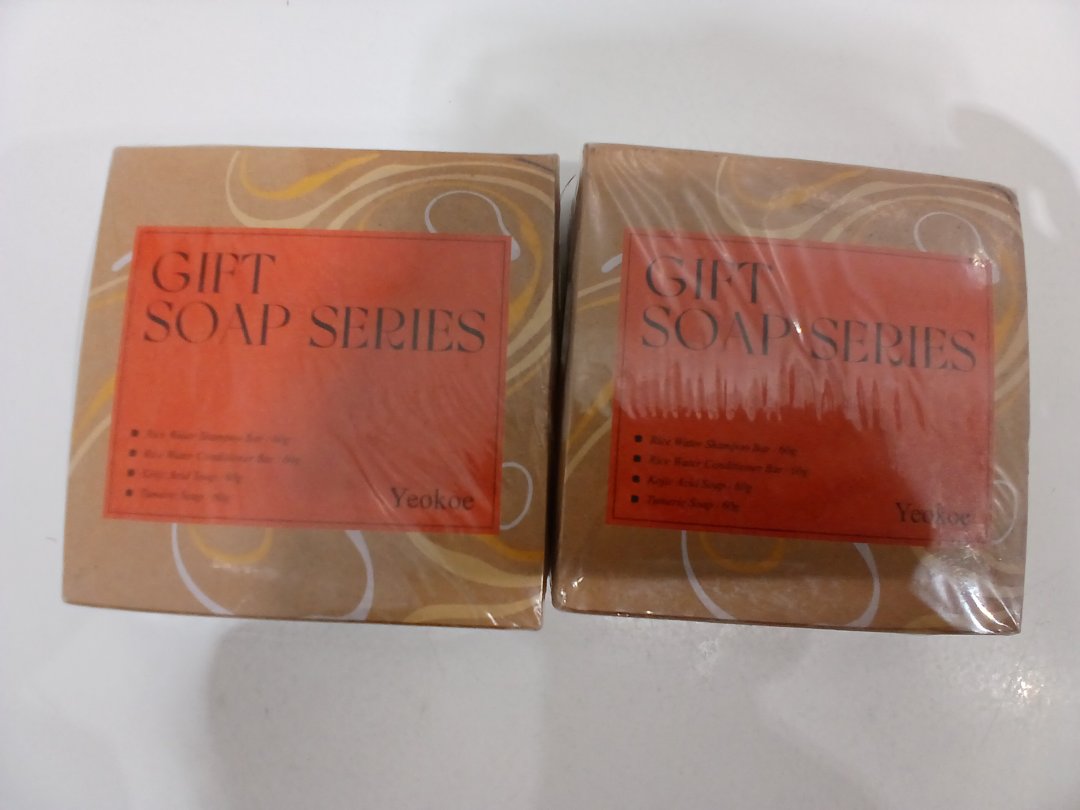 GIFT
SOAP SERIES
Rice Water Shampoo Bar - 60g
Rice Water Conditioner Bar - 60g
Kojic Acid Soap - 60g
Tumeric Soap - 60g
Yeokoe
GIFT
SOAP SERIES
Rice Water Shampoo Bar - 60g
Rice Water Conditioner Bar - 60g
Kojic Acid Soap - 60g
Tumeric Soap - 60g
Yeokoe